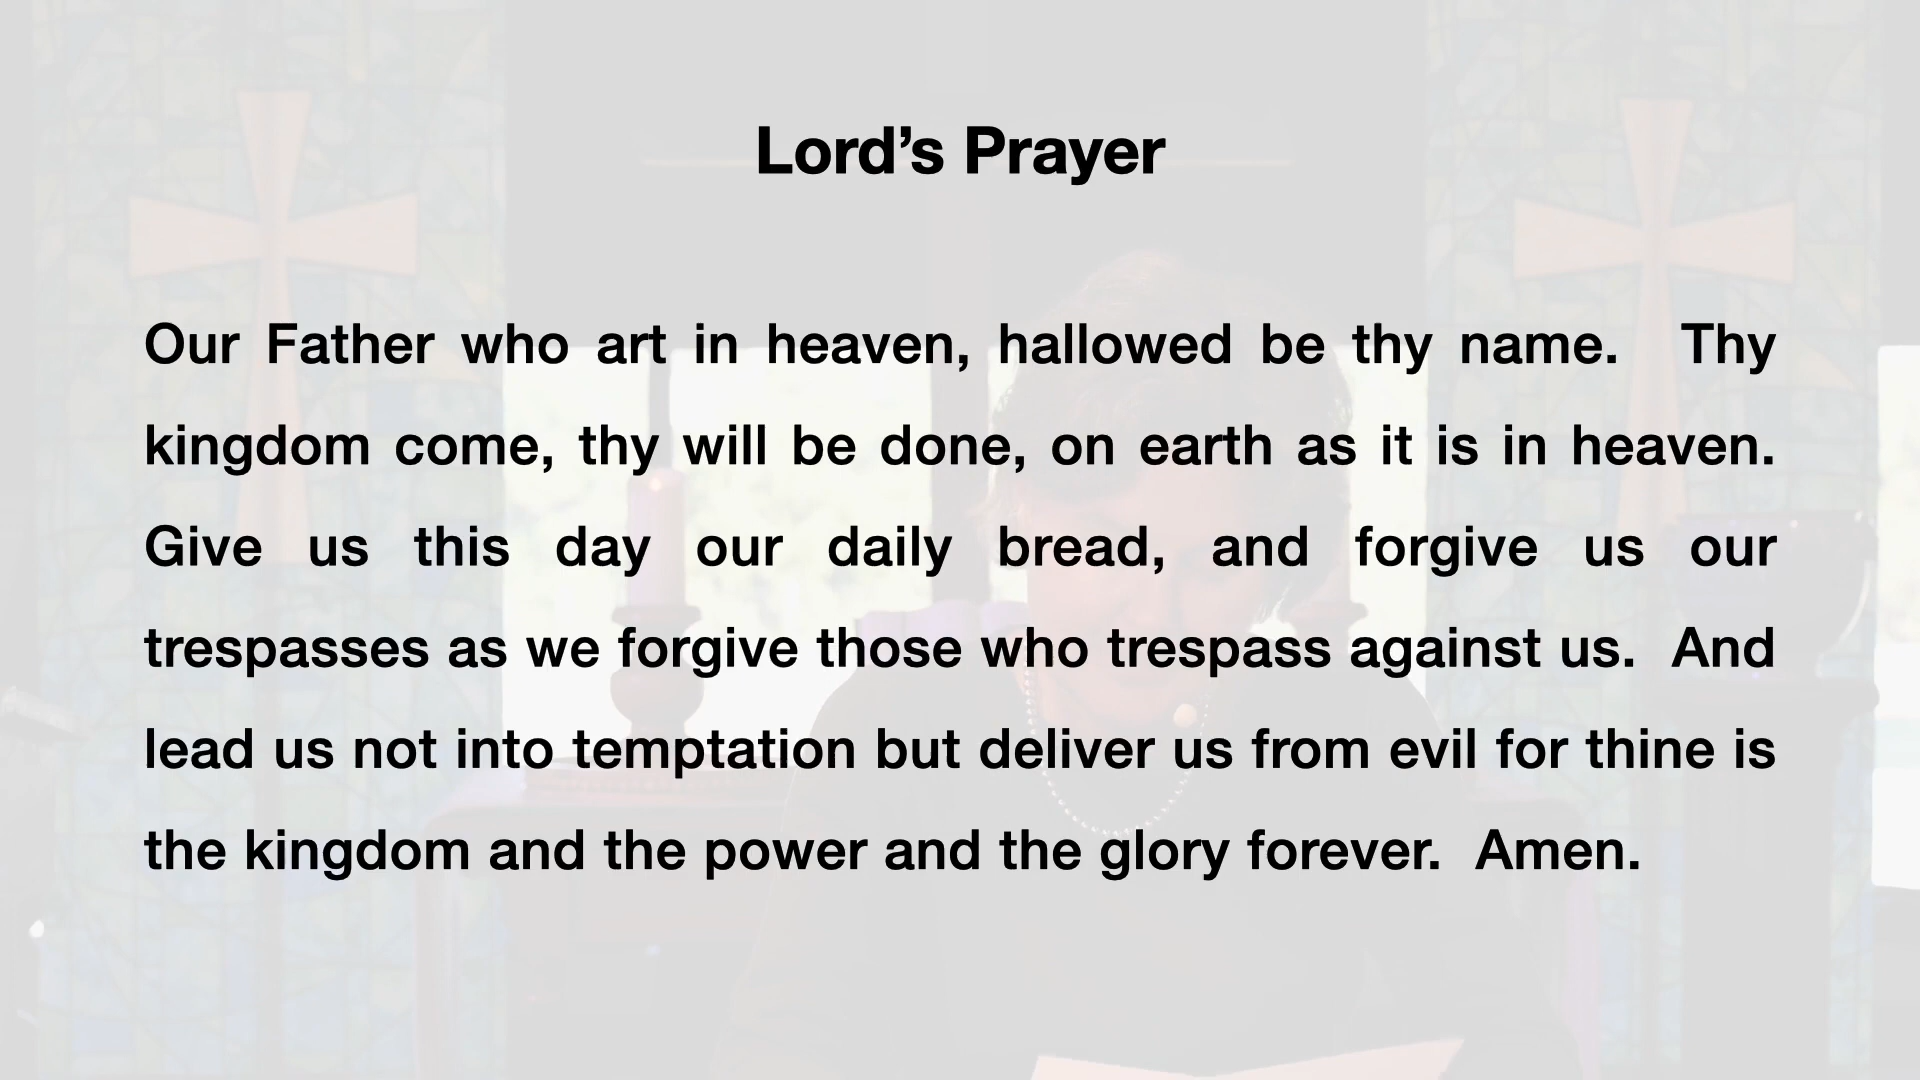 Lord’s Prayer
Our Father who art in heaven, hallowed be thy name.  Thy
kingdom come, thy will be done, on earth as it is in heaven.
Give us this day our daily bread, and forgive us our
trespasses as we forgive those who trespass against us.  And
lead us not into temptation but deliver us from evil for thine is
the kingdom and the power and the glory forever.  Amen.